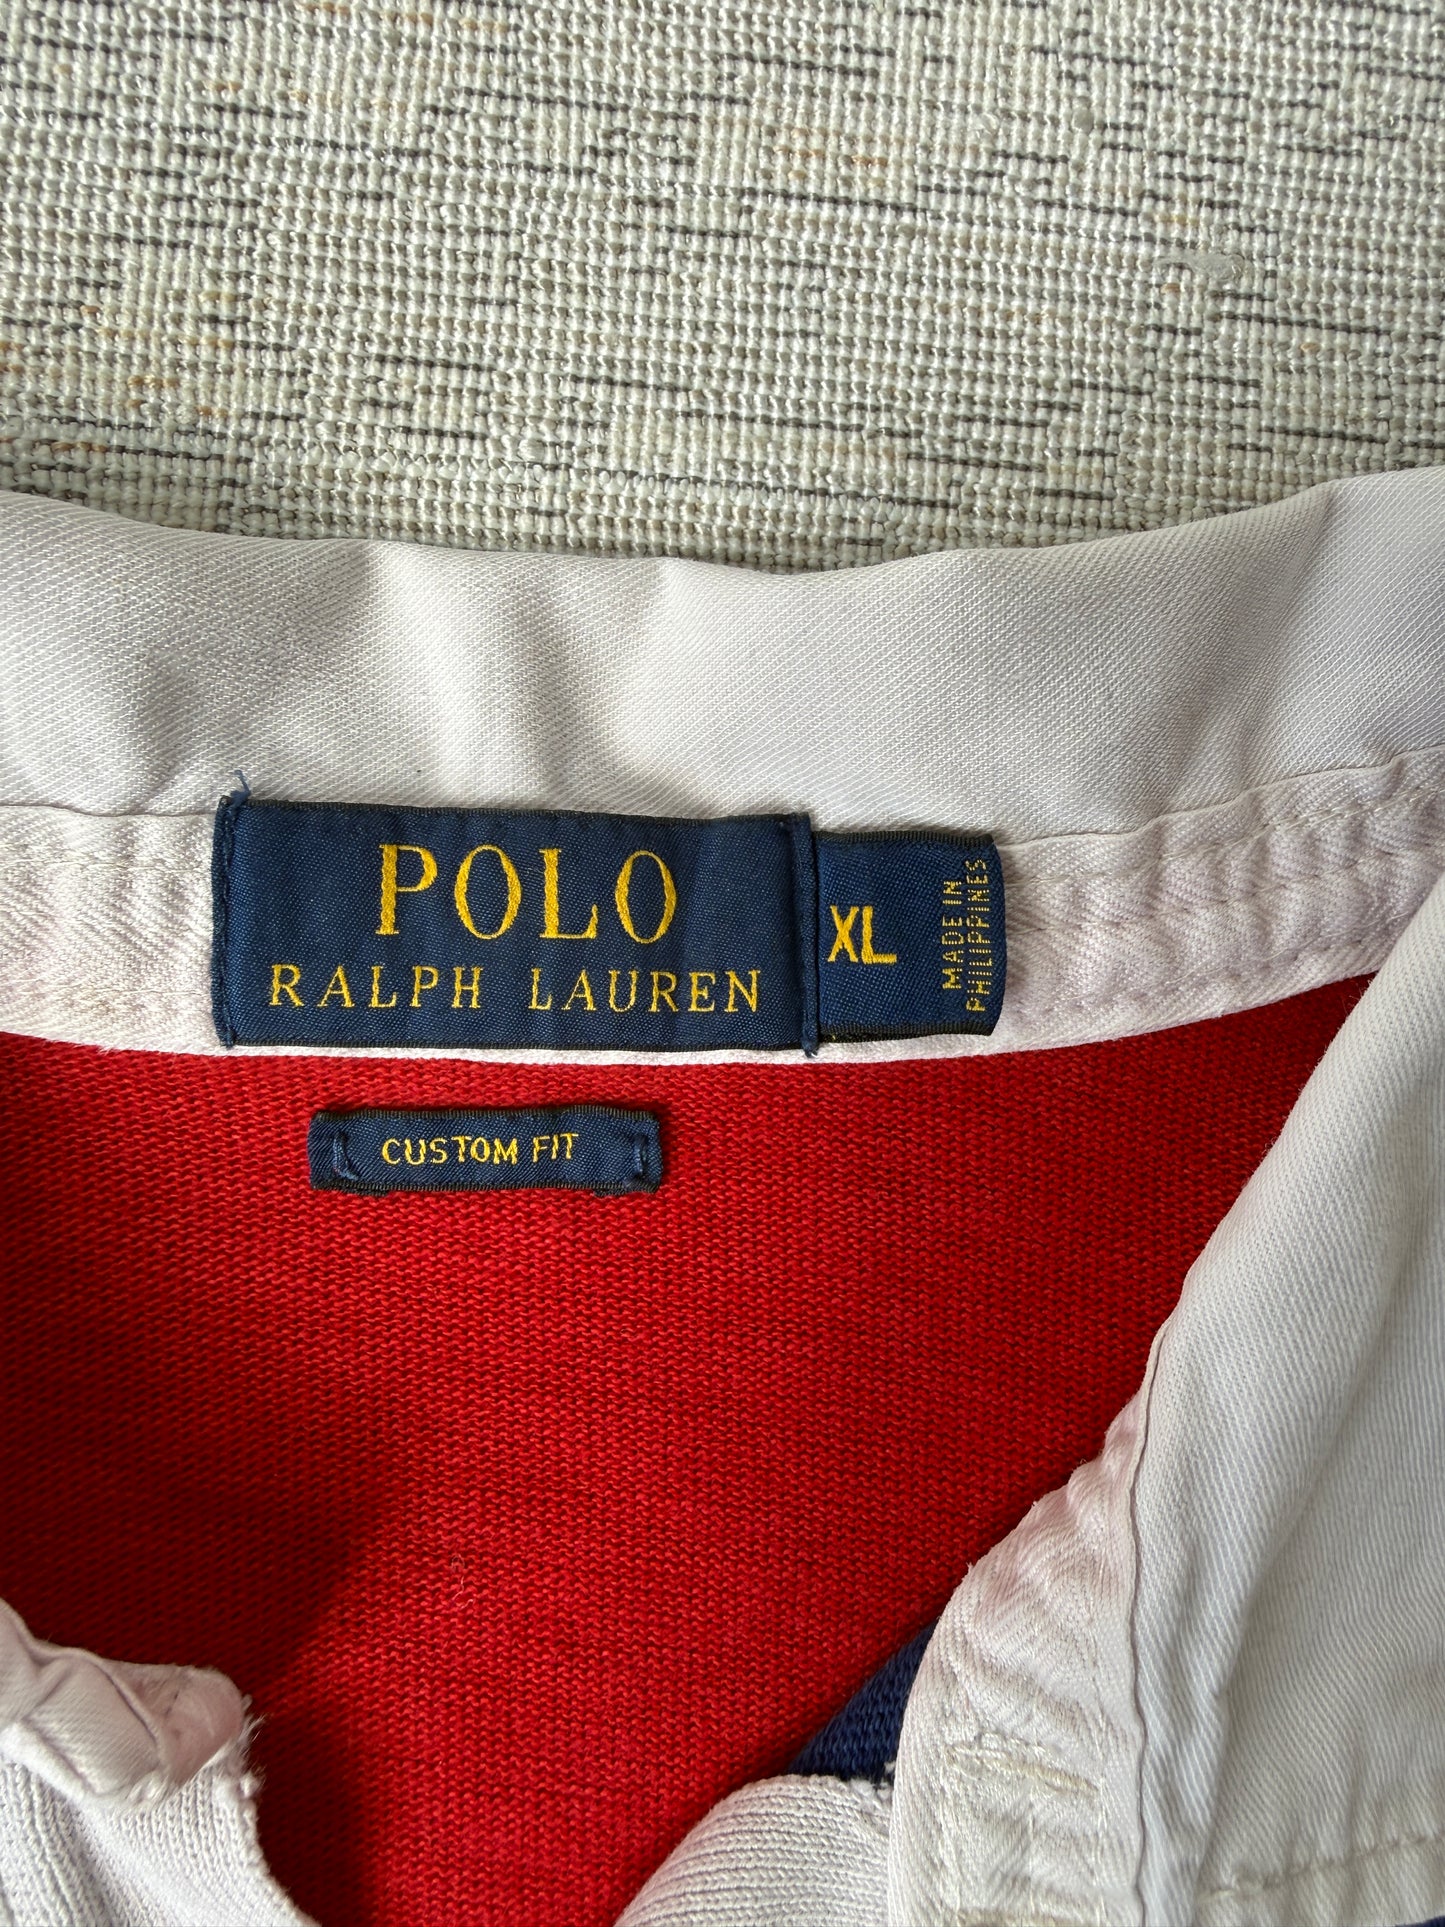 POLO
RALPH LAUREN
XL
MADE IN
PHILIPPINES
CUSTOM FIT